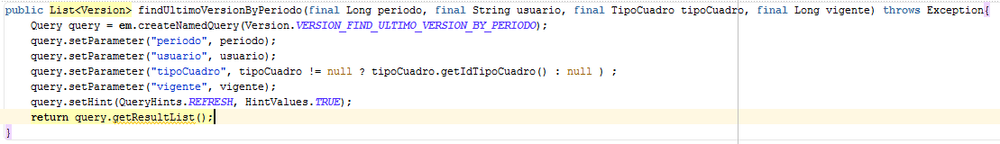 public List<Version> findUltimoVersionByPeriodo(final Long periodo, final String usuario, final TipoCuadro tipoCuadro, final Long vigente) throws Exception{
Query query = em.createNamedQuery(Version.VERSION_FIND_ULTIMO_VERSION_BY_PERIODO);
query.setParameter("periodo", periodo);
query.setParameter("usuario", usuario);
query.setParameter("tipoCuadro", tipoCuadro != null ? tipoCuadro.getIdTipoCuadro() : null ) ;
query.setParameter("vigente", vigente);
query.setHint(QueryHints.REFRESH, HintValues.TRUE);
return query.getResultList();
}